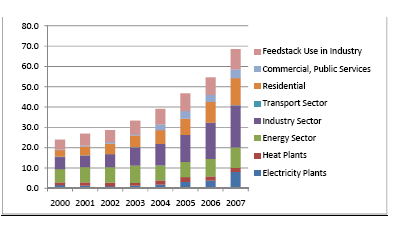 80.0
70.0
60.0
50.0
40.0
30.0
20.0
10.0
0.0
2000 2001 2002 2003 2004 2005 2006 2007
Feedstack Use in Industry
Commercial, Public Services
Residential
Transport Sector
Industry Sector
Energy Sector
Heat Plants
Electricity Plants